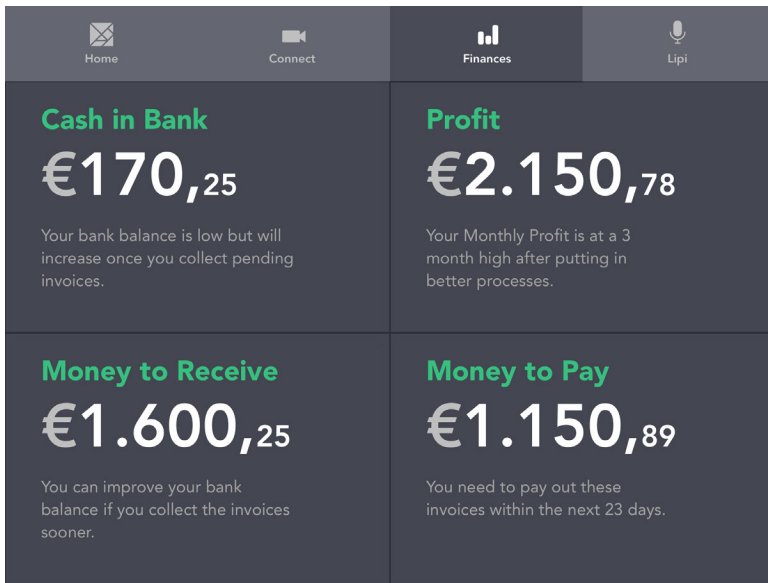 Home
Connect
Finances
Lipi
Cash in Bank
€170,25
Your bank balance is low but will
increase once you collect pending
invoices.
Profit
€2.150,78
Your Monthly Profit is at a 3
month high after putting in
better processes.
Money to Receive
€1.600,25
You can improve your bank
balance if you collect the invoices
sooner.
Money to Pay
€1.150,89
You need to pay out these
invoices within the next 23 days.